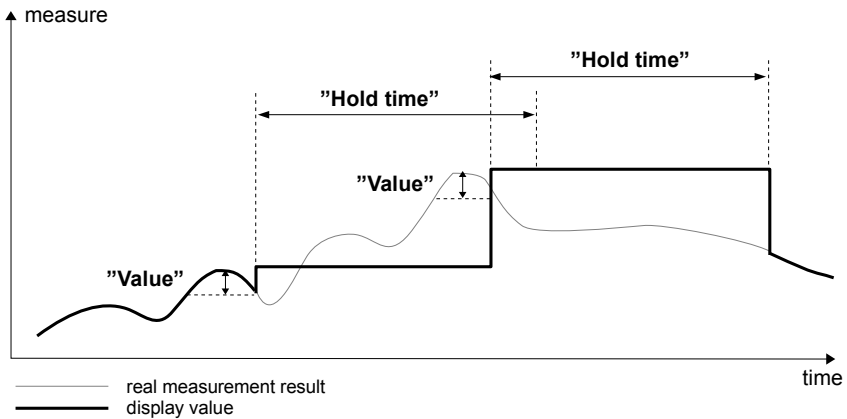 measure
”Hold time”
”Hold time”
”Value”
”Value”
time
real measurement result
display value